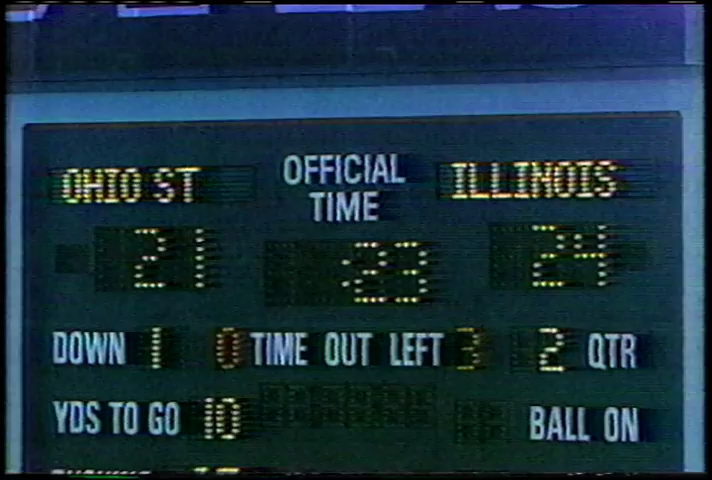 OHIO ST OFFICIAL TIME ILLINOIS
21 :23 24
DOWN 1 0 TIME OUT LEFT 3 2 QTR
YDS TO GO 10 BALL ON